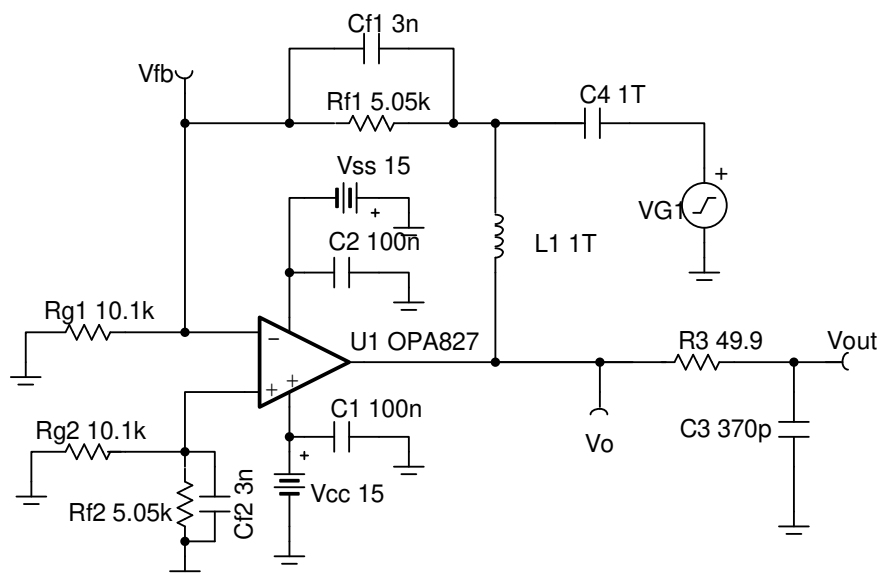 Cf1 3n
Vfb
Rf1 5.05k
C4 1T
Vss 15
+
+
VG1
C2 100n
L1 1T
Rg1 10.1k
U1 OPA827
R3 49.9
Vout
−
+
+
C1 100n
Rg2 10.1k
C3 370p
Vo
+
Rf2 5.05k
Cf2 3n
Vcc 15